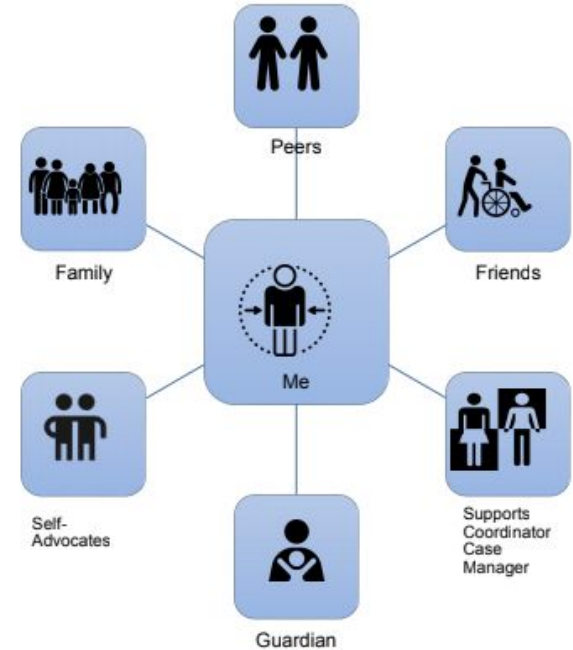 Peers
Family
Friends
Me
Self-
Advocates
Supports
Coordinator
Case
Manager
Guardian